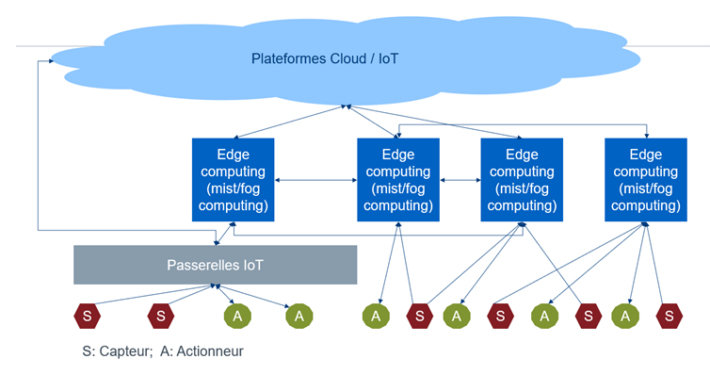 Plateformes Cloud / IoT
Edge
computing
(mist/fog
computing)
Edge
computing
(mist/fog
computing)
Edge
computing
(mist/fog
computing)
Edge
computing
(mist/fog
computing)
Passerelles IoT
S S A A A S A S A S A S
S: Capteur; A: Actionneur